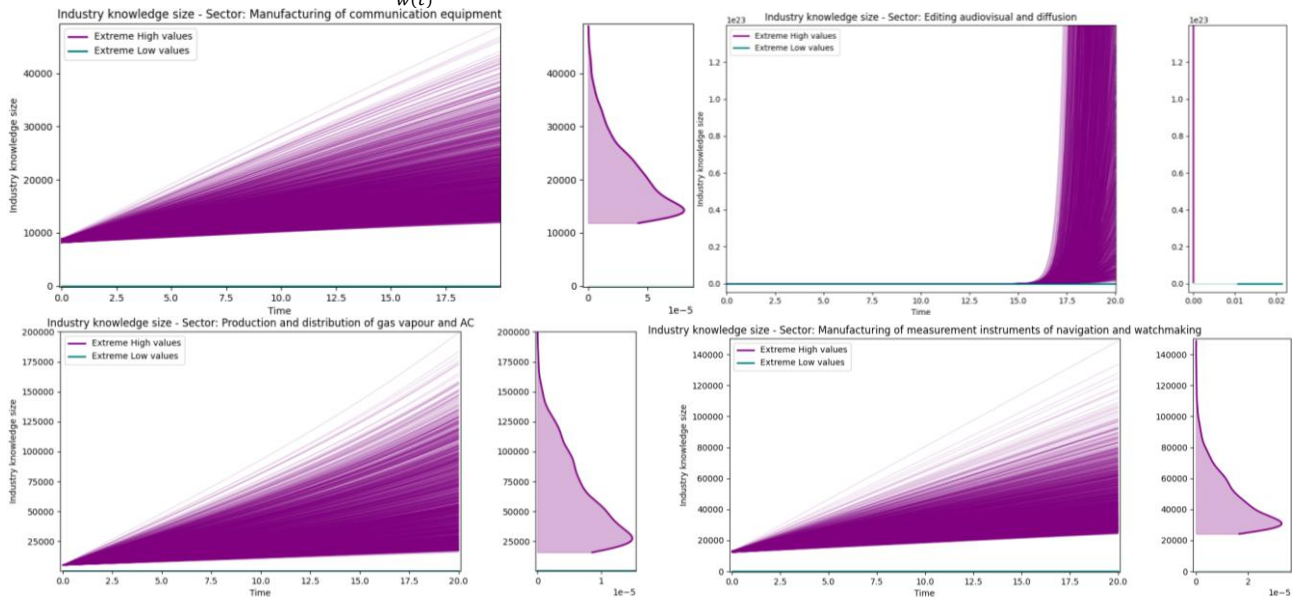 w(t)
Industry knowledge size - Sector: Manufacturing of communication equipment
Extreme High values
Extreme Low values
Industry knowledge size
40000
30000
20000
10000
0
0.0 2.5 5.0 7.5 10.0 12.5 15.0 17.5
Time
40000
30000
20000
10000
0
0 5
1e−5
Industry knowledge size - Sector: Editing audiovisual and diffusion
1e23
Extreme High values
Extreme Low values
Industry knowledge size
1.2
1.0
0.8
0.6
0.4
0.2
0.0
0.0 2.5 5.0 7.5 10.0 12.5 15.0 17.5 20.0
Time
1e23
1.2
1.0
0.8
0.6
0.4
0.2
0.0
0.00 0.01 0.02
Industry knowledge size - Sector: Production and distribution of gas vapour and AC
Extreme High values
Extreme Low values
Industry knowledge size
200000
175000
150000
125000
100000
75000
50000
25000
0.0 2.5 5.0 7.5 10.0 12.5 15.0 17.5 20.0
Time
200000
175000
150000
125000
100000
75000
50000
25000
0 1
1e−5
Industry knowledge size - Sector: Manufacturing of measurement instruments of navigation and watchmaking
Extreme High values
Extreme Low values
Industry knowledge size
140000
120000
100000
80000
60000
40000
20000
0
0.0 2.5 5.0 7.5 10.0 12.5 15.0 17.5 20.0
Time
140000
120000
100000
80000
60000
40000
20000
0
0 2
1e−5